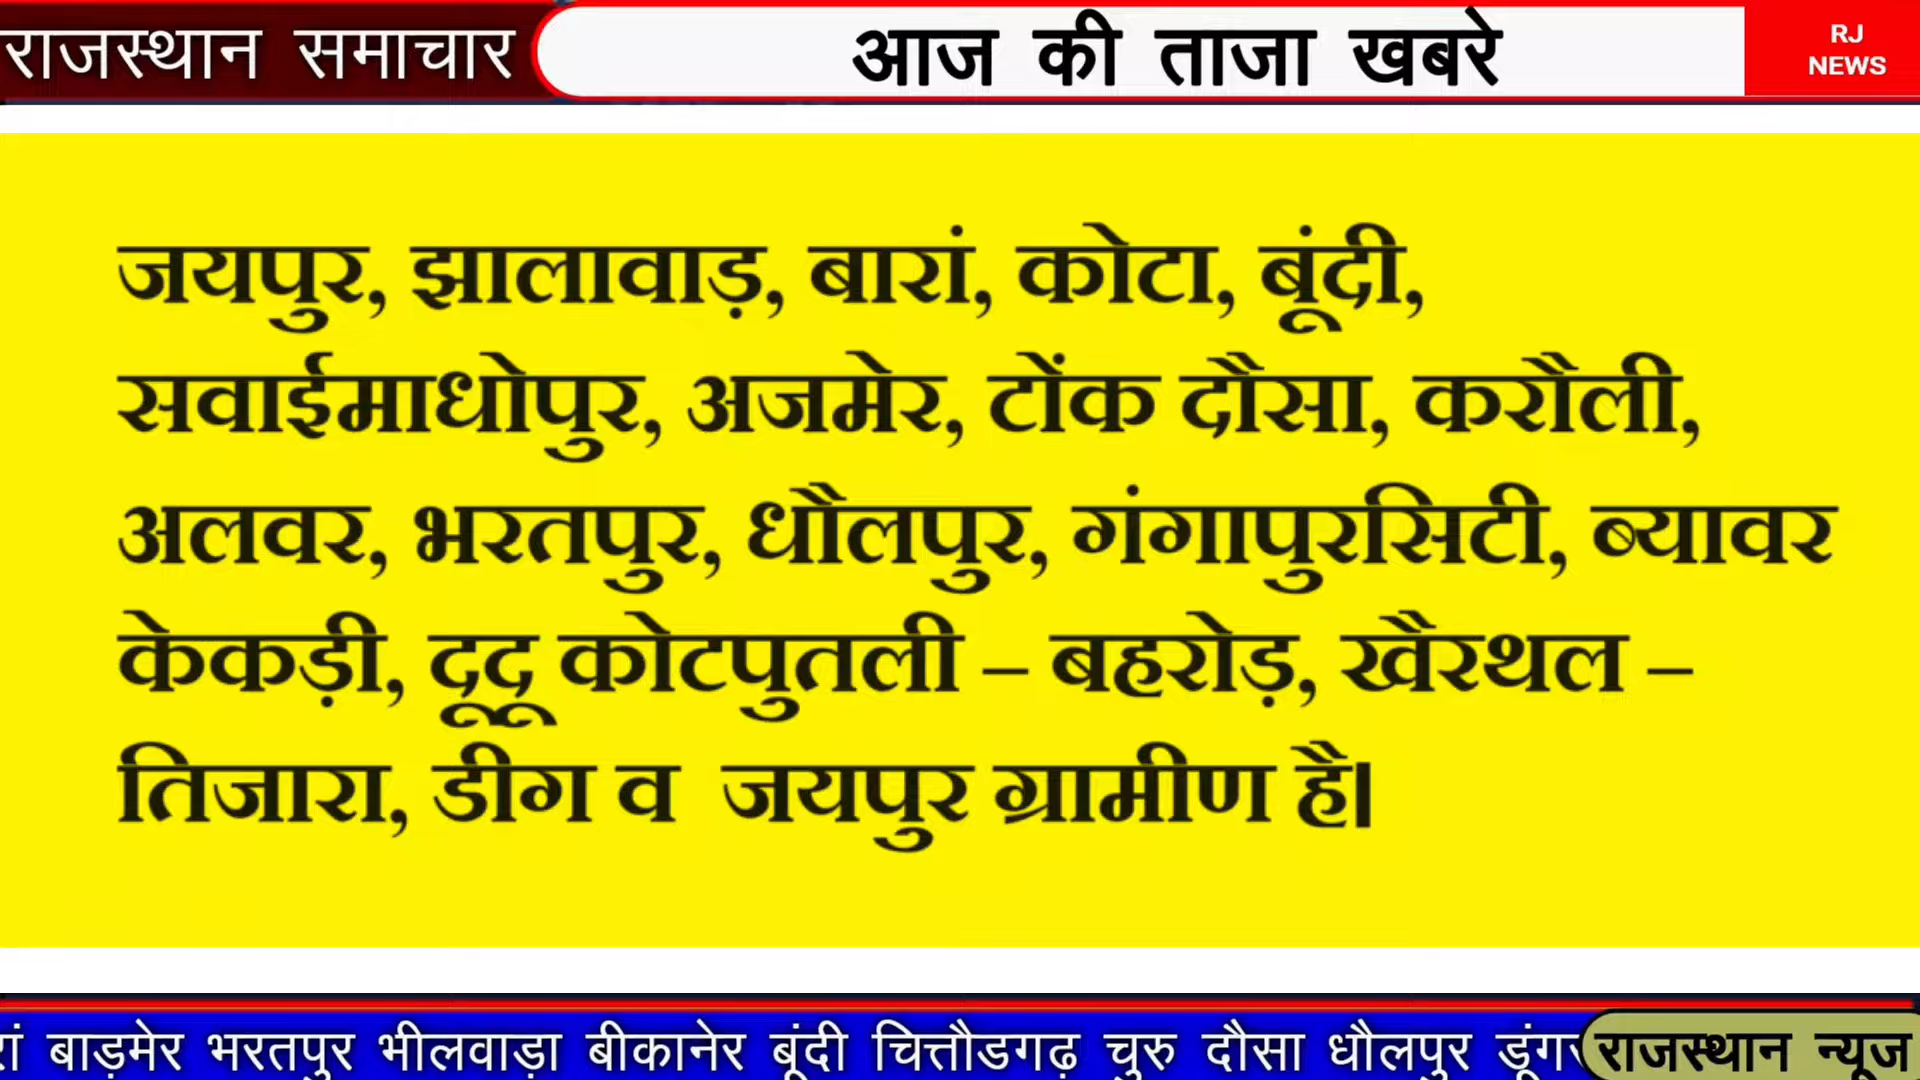 राजस्थान समाचार
आज की ताजा खबरे
RJ
NEWS
जयपुर, झालावाड़, बारां, कोटा, बूंदी,
सवाईमाधोपुर, अजमेर, टोंक दौसा, करौली,
अलवर, भरतपुर, धौलपुर, गंगापुरसिटी, ब्यावर
केकड़ी, दूदू कोटपुतली – बहरोड़, खैरथल –
तिजारा, डीग व जयपुर ग्रामीण है।
बाड़मेर भरतपुर भीलवाड़ा बीकानेर बूंदी चित्तौडगढ़ चुरु दौसा धौलपुर
राजस्थान न्यूज